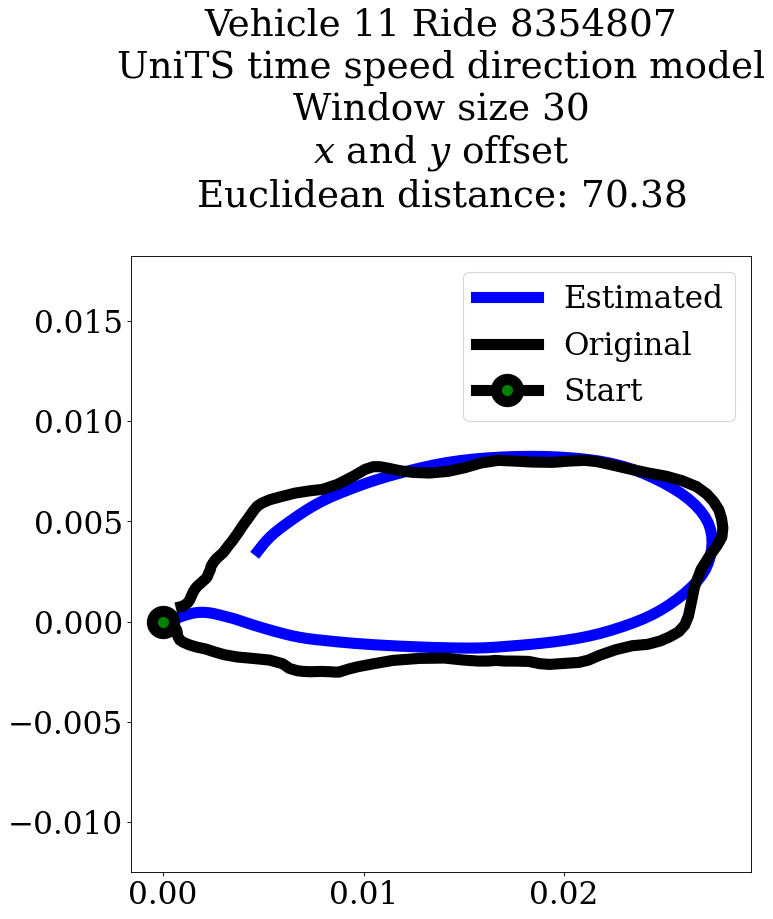 Vehicle 11 Ride 8354807
UniTS time speed direction model
Window size 30
x and y offset
Euclidean distance: 70.38
Estimated
Original
Start
0.015
0.010
0.005
0.000
−0.005
−0.010
0.00 0.01 0.02